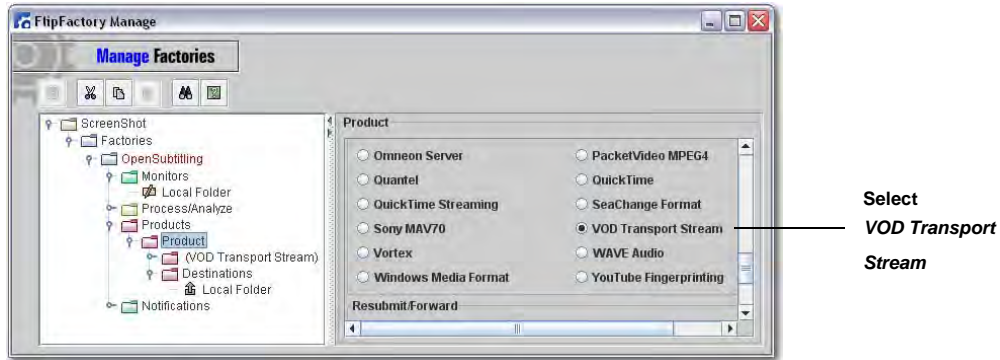 FlipFactory Manage
Manage Factories
ScreenShot
Factories
OpenSubtitling
Monitors
Local Folder
Process/Analyze
Products
Product
(VOD Transport Stream)
Destinations
Local Folder
Notifications
Product
Omneon Server
PacketVideo MPEG4
Quantel
QuickTime
QuickTime Streaming
SeaChange Format
Sony MAV70
VOD Transport Stream
Vortex
WAVE Audio
Windows Media Format
YouTube Fingerprinting
Resubmit/Forward
Select
VOD Transport
Stream